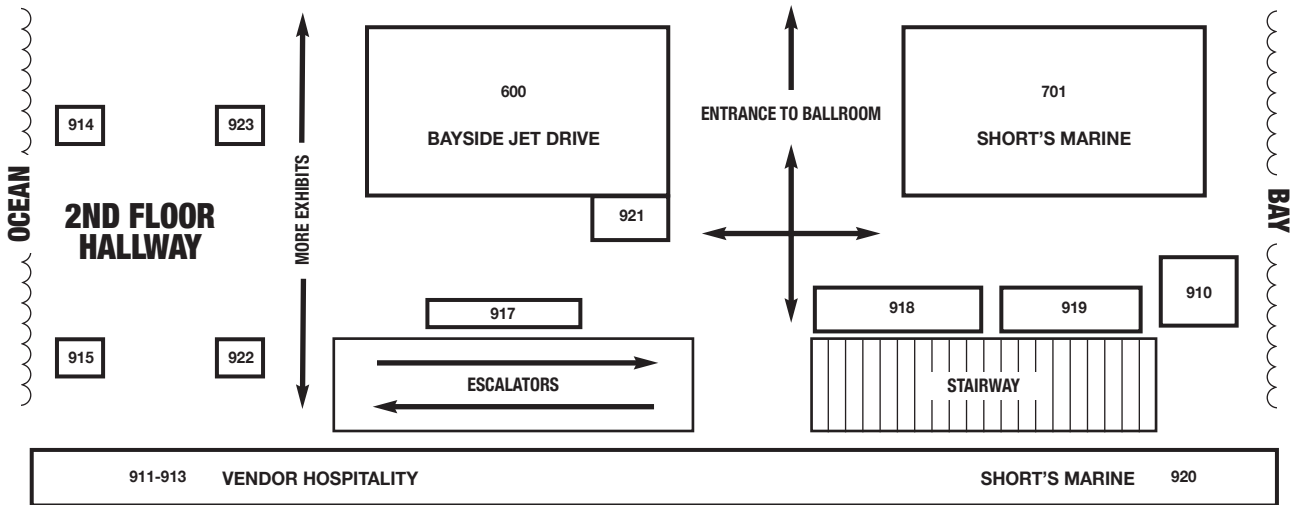 600
BAYSIDE JET DRIVE
701
SHORT'S MARINE
ENTRANCE TO BALLROOM
914
923
MORE EXHIBITS
OCEAN
2ND FLOOR
HALLWAY
BAY
921
910
917
918
919
915
922
ESCALATORS
STAIRWAY
911-913 VENDOR HOSPITALITY
SHORT'S MARINE 920